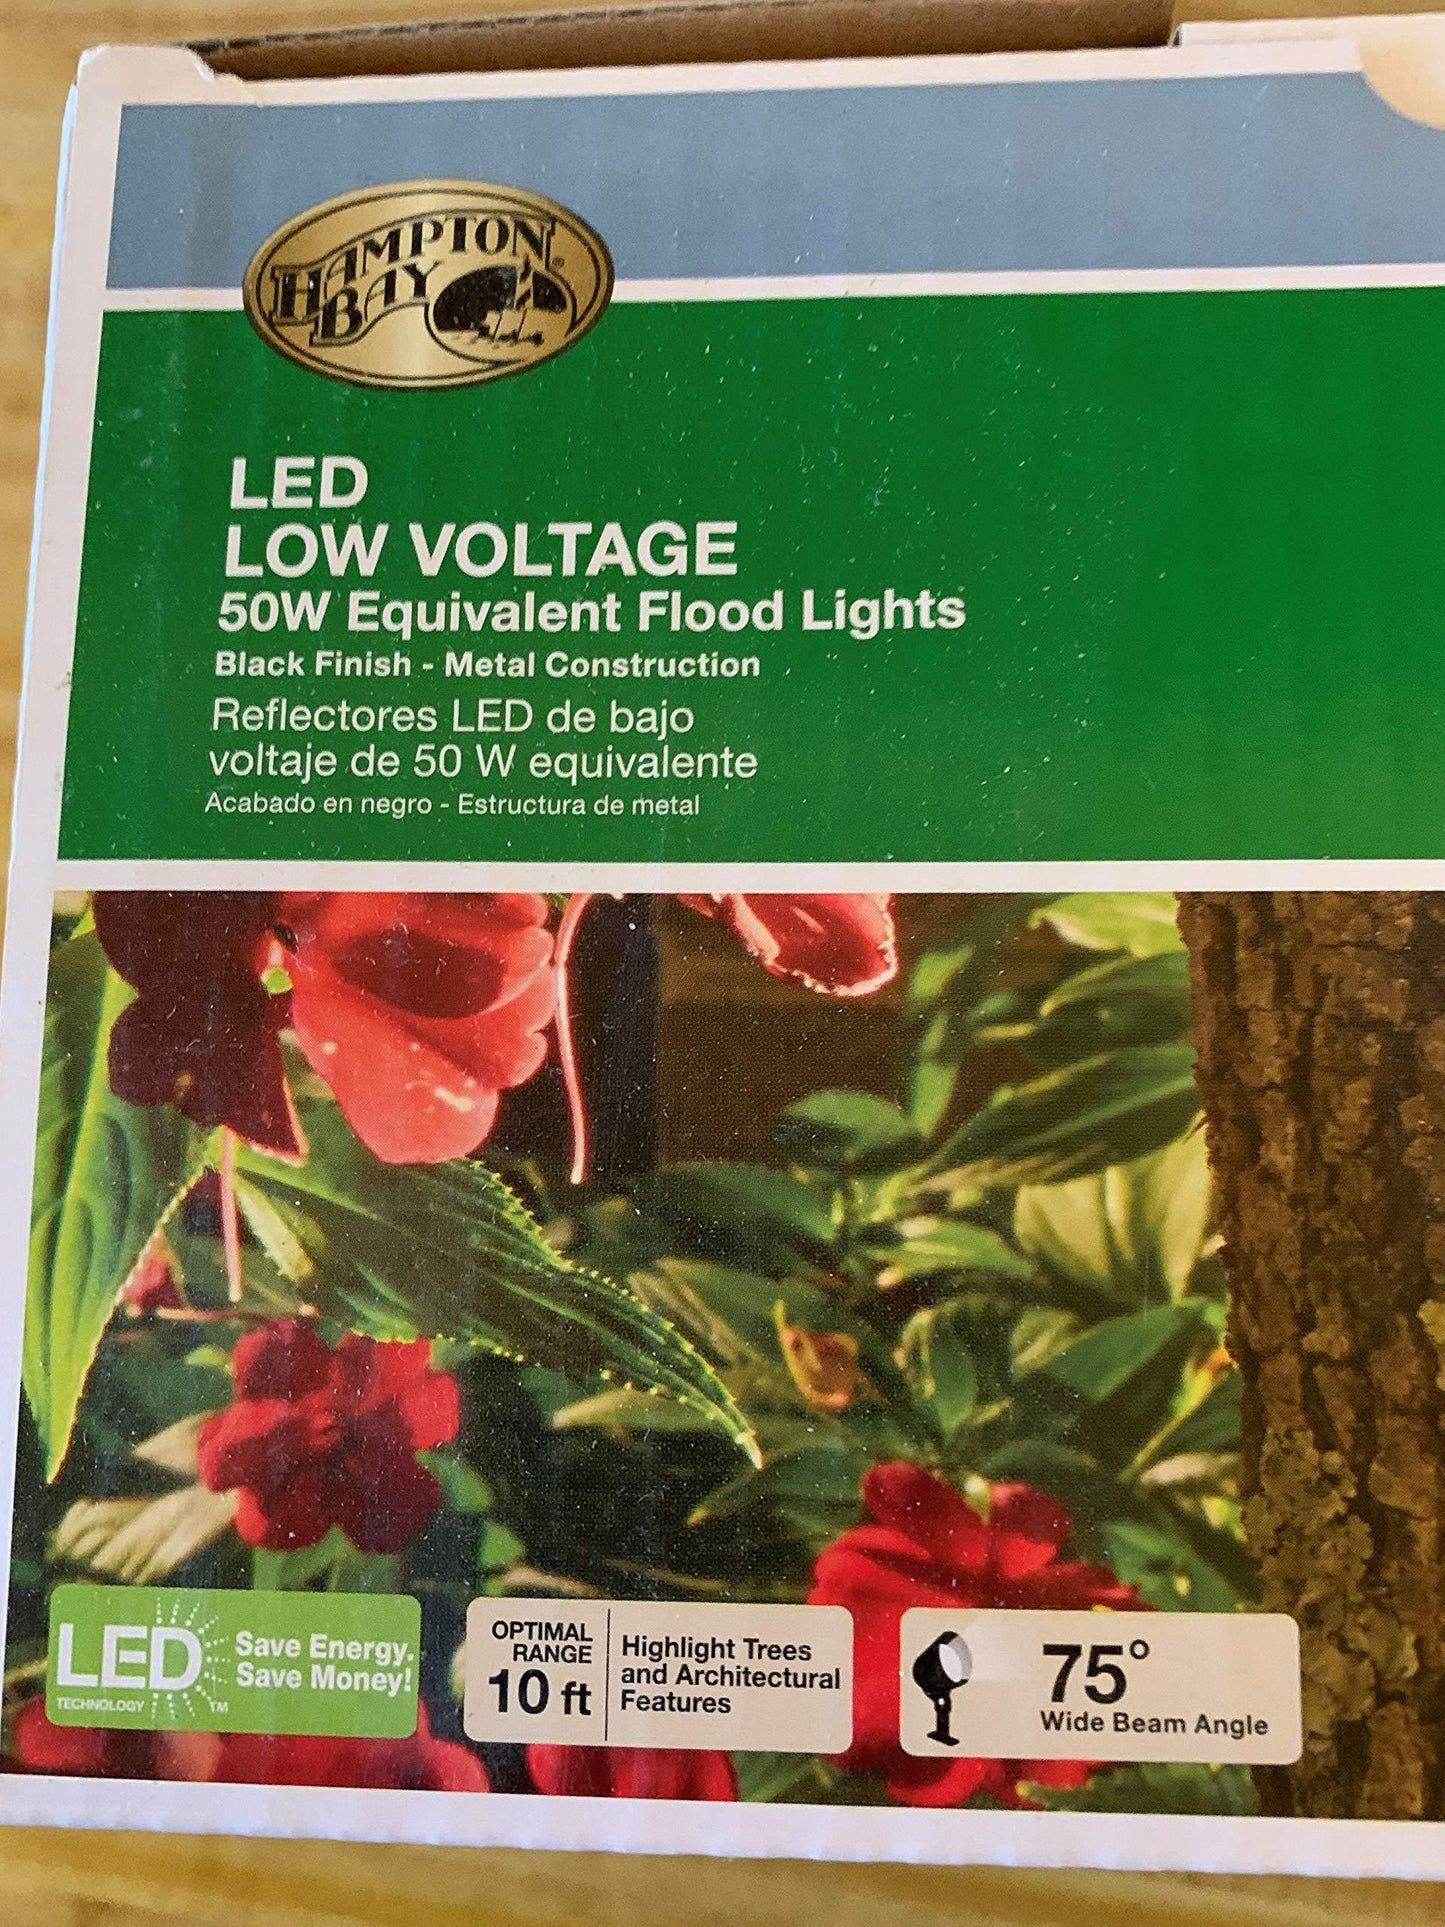 HAMPTON
BAY
®
LED
LOW VOLTAGE
50W Equivalent Flood Lights
Black Finish - Metal Construction
Reflectores LED de bajo
voltaje de 50 W equivalente
Acabado en negro - Estructura de metal
LED
TECHNOLOGY TM
Save Energy.
Save Money!
OPTIMAL
RANGE
10 ft
Highlight Trees
and Architectural
Features
75°
Wide Beam Angle